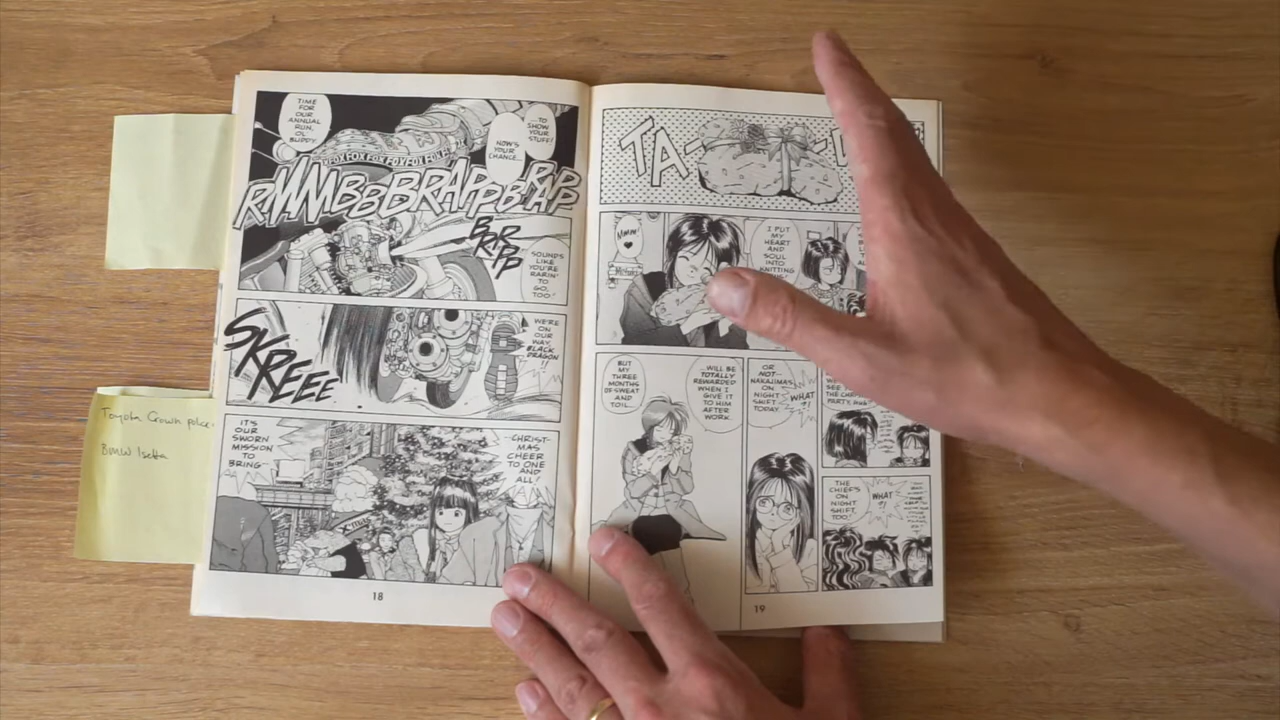 TIME
FOR
OUR
ANNUAL
RUN,
OL'
BUDDY.
...TO
SHOW
YOUR
STUFF!
NOW'S
YOUR
CHANCE...
FOX FOX FOX FOX FOX FOX
RMMBBBBRAPPBRAP
BRRPP
SOUNDS
LIKE
YOU'RE
RARIN'
TO
GO,
TOO!
SKREEE
WE'RE
ON
OUR
WAY,
BLACK
DRAGON
!!
IT'S
OUR
SWORN
MISSION
TO
BRING--
--CHRIST-
MAS
CHEER
TO ONE
AND
ALL!
X'mas
18
Toyota Crown police
BMW Isetta
TA-
MMM!
I PUT
MY
HEART
AND
SOUL
INTO
KNITTING
BUT
MY
THREE
MONTHS
OF SWEAT
AND
TOIL...
...WILL BE
TOTALLY
REWARDED
WHEN I
GIVE IT
TO HIM
AFTER
WORK.
OR
NOT--
NAKAJIMA'S
ON
NIGHT
SHIFT
TODAY.
WHAT
?!
THE
CHIEF'S
ON
NIGHT
SHIFT,
TOO!
WHAT
?!
19